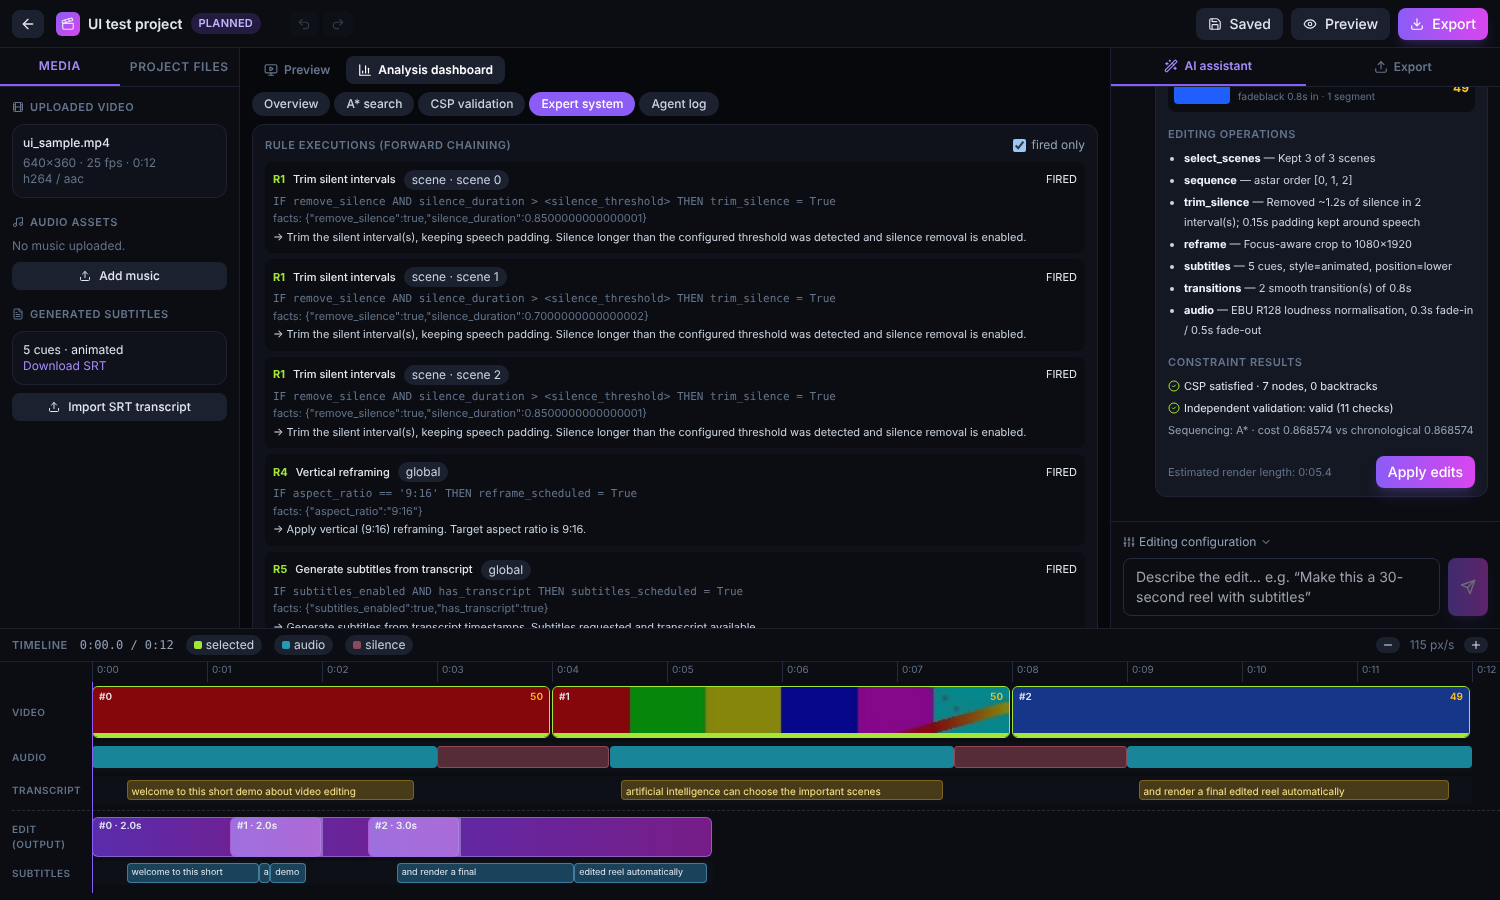 UI test project PLANNED
Saved
Preview
Export
MEDIA
PROJECT FILES
UPLOADED VIDEO
ui_sample.mp4
640×360 · 25 fps · 0:12
h264 / aac
AUDIO ASSETS
No music uploaded.
Add music
GENERATED SUBTITLES
5 cues · animated
Download SRT
Import SRT transcript
Preview
Analysis dashboard
Overview
A* search
CSP validation
Expert system
Agent log
RULE EXECUTIONS (FORWARD CHAINING)
fired only
R1 Trim silent intervals scene · scene 0 FIRED
IF remove_silence AND silence_duration > <silence_threshold> THEN trim_silence = True
facts: {"remove_silence":true,"silence_duration":0.8500000000000001}
→ Trim the silent interval(s), keeping speech padding. Silence longer than the configured threshold was detected and silence removal is enabled.
R1 Trim silent intervals scene · scene 1 FIRED
IF remove_silence AND silence_duration > <silence_threshold> THEN trim_silence = True
facts: {"remove_silence":true,"silence_duration":0.7000000000000002}
→ Trim the silent interval(s), keeping speech padding. Silence longer than the configured threshold was detected and silence removal is enabled.
R1 Trim silent intervals scene · scene 2 FIRED
IF remove_silence AND silence_duration > <silence_threshold> THEN trim_silence = True
facts: {"remove_silence":true,"silence_duration":0.8500000000000001}
→ Trim the silent interval(s), keeping speech padding. Silence longer than the configured threshold was detected and silence removal is enabled.
R4 Vertical reframing global FIRED
IF aspect_ratio == '9:16' THEN reframe_scheduled = True
facts: {"aspect_ratio":"9:16"}
→ Apply vertical (9:16) reframing. Target aspect ratio is 9:16.
R5 Generate subtitles from transcript global FIRED
IF subtitles_enabled AND has_transcript THEN subtitles_scheduled = True
facts: {"subtitles_enabled":true,"has_transcript":true}
→ Generate subtitles from transcript timestamps. Subtitles requested and transcript available.
AI assistant
Export
fadeblack 0.8s in · 1 segment
49
EDITING OPERATIONS
• select_scenes — Kept 3 of 3 scenes
• sequence — astar order [0, 1, 2]
• trim_silence — Removed ~1.2s of silence in 2
interval(s); 0.15s padding kept around speech
• reframe — Focus-aware crop to 1080×1920
• subtitles — 5 cues, style=animated, position=lower
• transitions — 2 smooth transition(s) of 0.8s
• audio — EBU R128 loudness normalisation, 0.3s fade-in
/ 0.5s fade-out
CONSTRAINT RESULTS
CSP satisfied · 7 nodes, 0 backtracks
Independent validation: valid (11 checks)
Sequencing: A* · cost 0.868574 vs chronological 0.868574
Estimated render length: 0:05.4
Apply edits
Editing configuration
Describe the edit... e.g. “Make this a 30-
second reel with subtitles”
TIMELINE 0:00.0 / 0:12 selected audio silence
115 px/s
0:00 0:01 0:02 0:03 0:04 0:05 0:06 0:07 0:08 0:09 0:10 0:11 0:12
VIDEO
#0 50 #1 50 #2 49
AUDIO
TRANSCRIPT
welcome to this short demo about video editing
artificial intelligence can choose the important scenes
and render a final edited reel automatically
EDIT
(OUTPUT)
#0 · 2.0s #1 · 2.0s #2 · 3.0s
SUBTITLES
welcome to this short
a
demo
and render a final
edited reel automatically